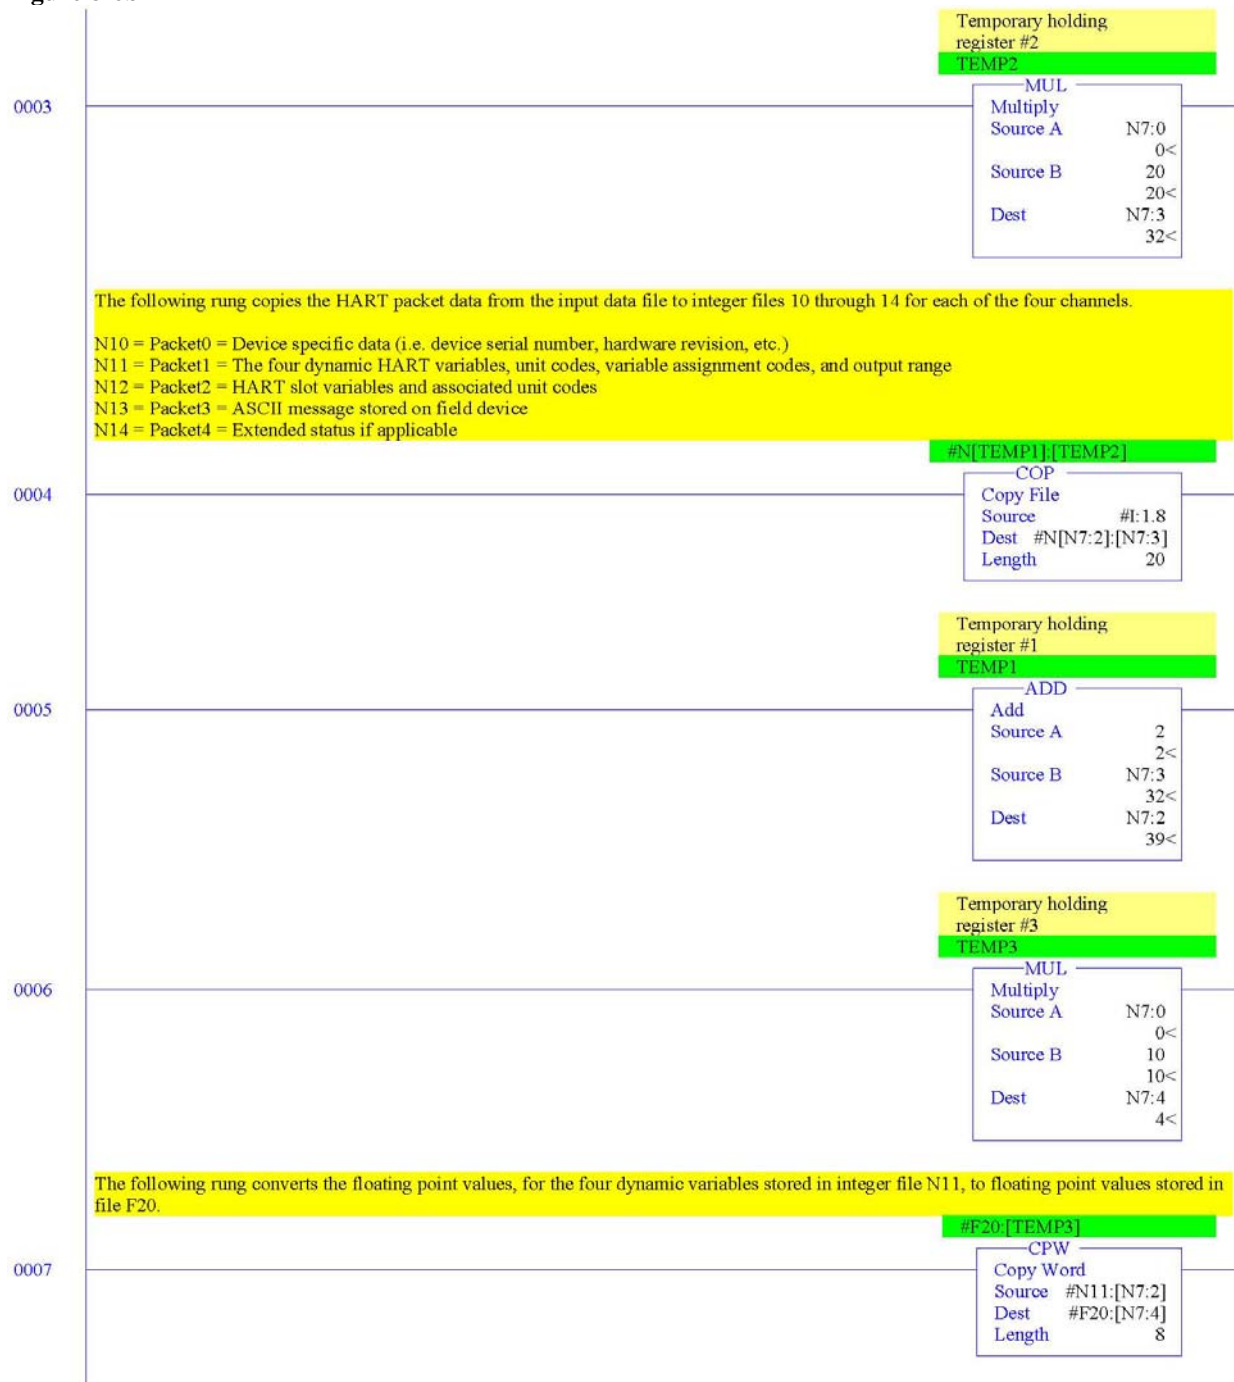 Temporary holding
register #2
TEMP2
MUL
0003
Multiply
Source A N7:0
0<
Source B 20
20<
Dest N7:3
32<
The following rung copies the HART packet data from the input data file to integer files 10 through 14 for each of the four channels.
N10 = Packet0 = Device specific data (i.e. device serial number, hardware revision, etc.)
N11 = Packet1 = The four dynamic HART variables, unit codes, variable assignment codes, and output range
N12 = Packet2 = HART slot variables and associated unit codes
N13 = Packet3 = ASCII message stored on field device
N14 = Packet4 = Extended status if applicable
#N[TEMP1]:[TEMP2]
COP
0004
Copy File
Source #I:1.8
Dest #N[N7:2]:[N7:3]
Length 20
Temporary holding
register #1
TEMP1
ADD
0005
Add
Source A 2
2<
Source B N7:3
32<
Dest N7:2
39<
Temporary holding
register #3
TEMP3
MUL
0006
Multiply
Source A N7:0
0<
Source B 10
10<
Dest N7:4
4<
The following rung converts the floating point values, for the four dynamic variables stored in integer file N11, to floating point values stored in
file F20.
#F20:[TEMP3]
CPW
0007
Copy Word
Source #N11:[N7:2]
Dest #F20:[N7:4]
Length 8